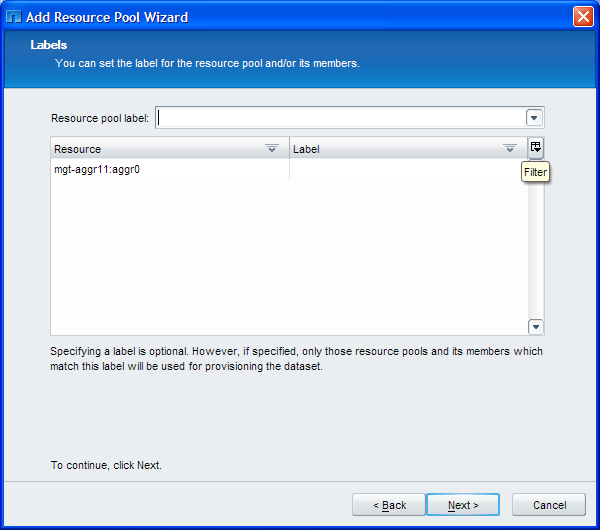 Add Resource Pool Wizard
Labels
You can set the label for the resource pool and/or its members.
Resource pool label:
Resource Label
mgt-aggr11:aggr0
Filter
Specifying a label is optional. However, if specified, only those resource pools and its members which
match this label will be used for provisioning the dataset.
To continue, click Next.
< Back Next > Cancel